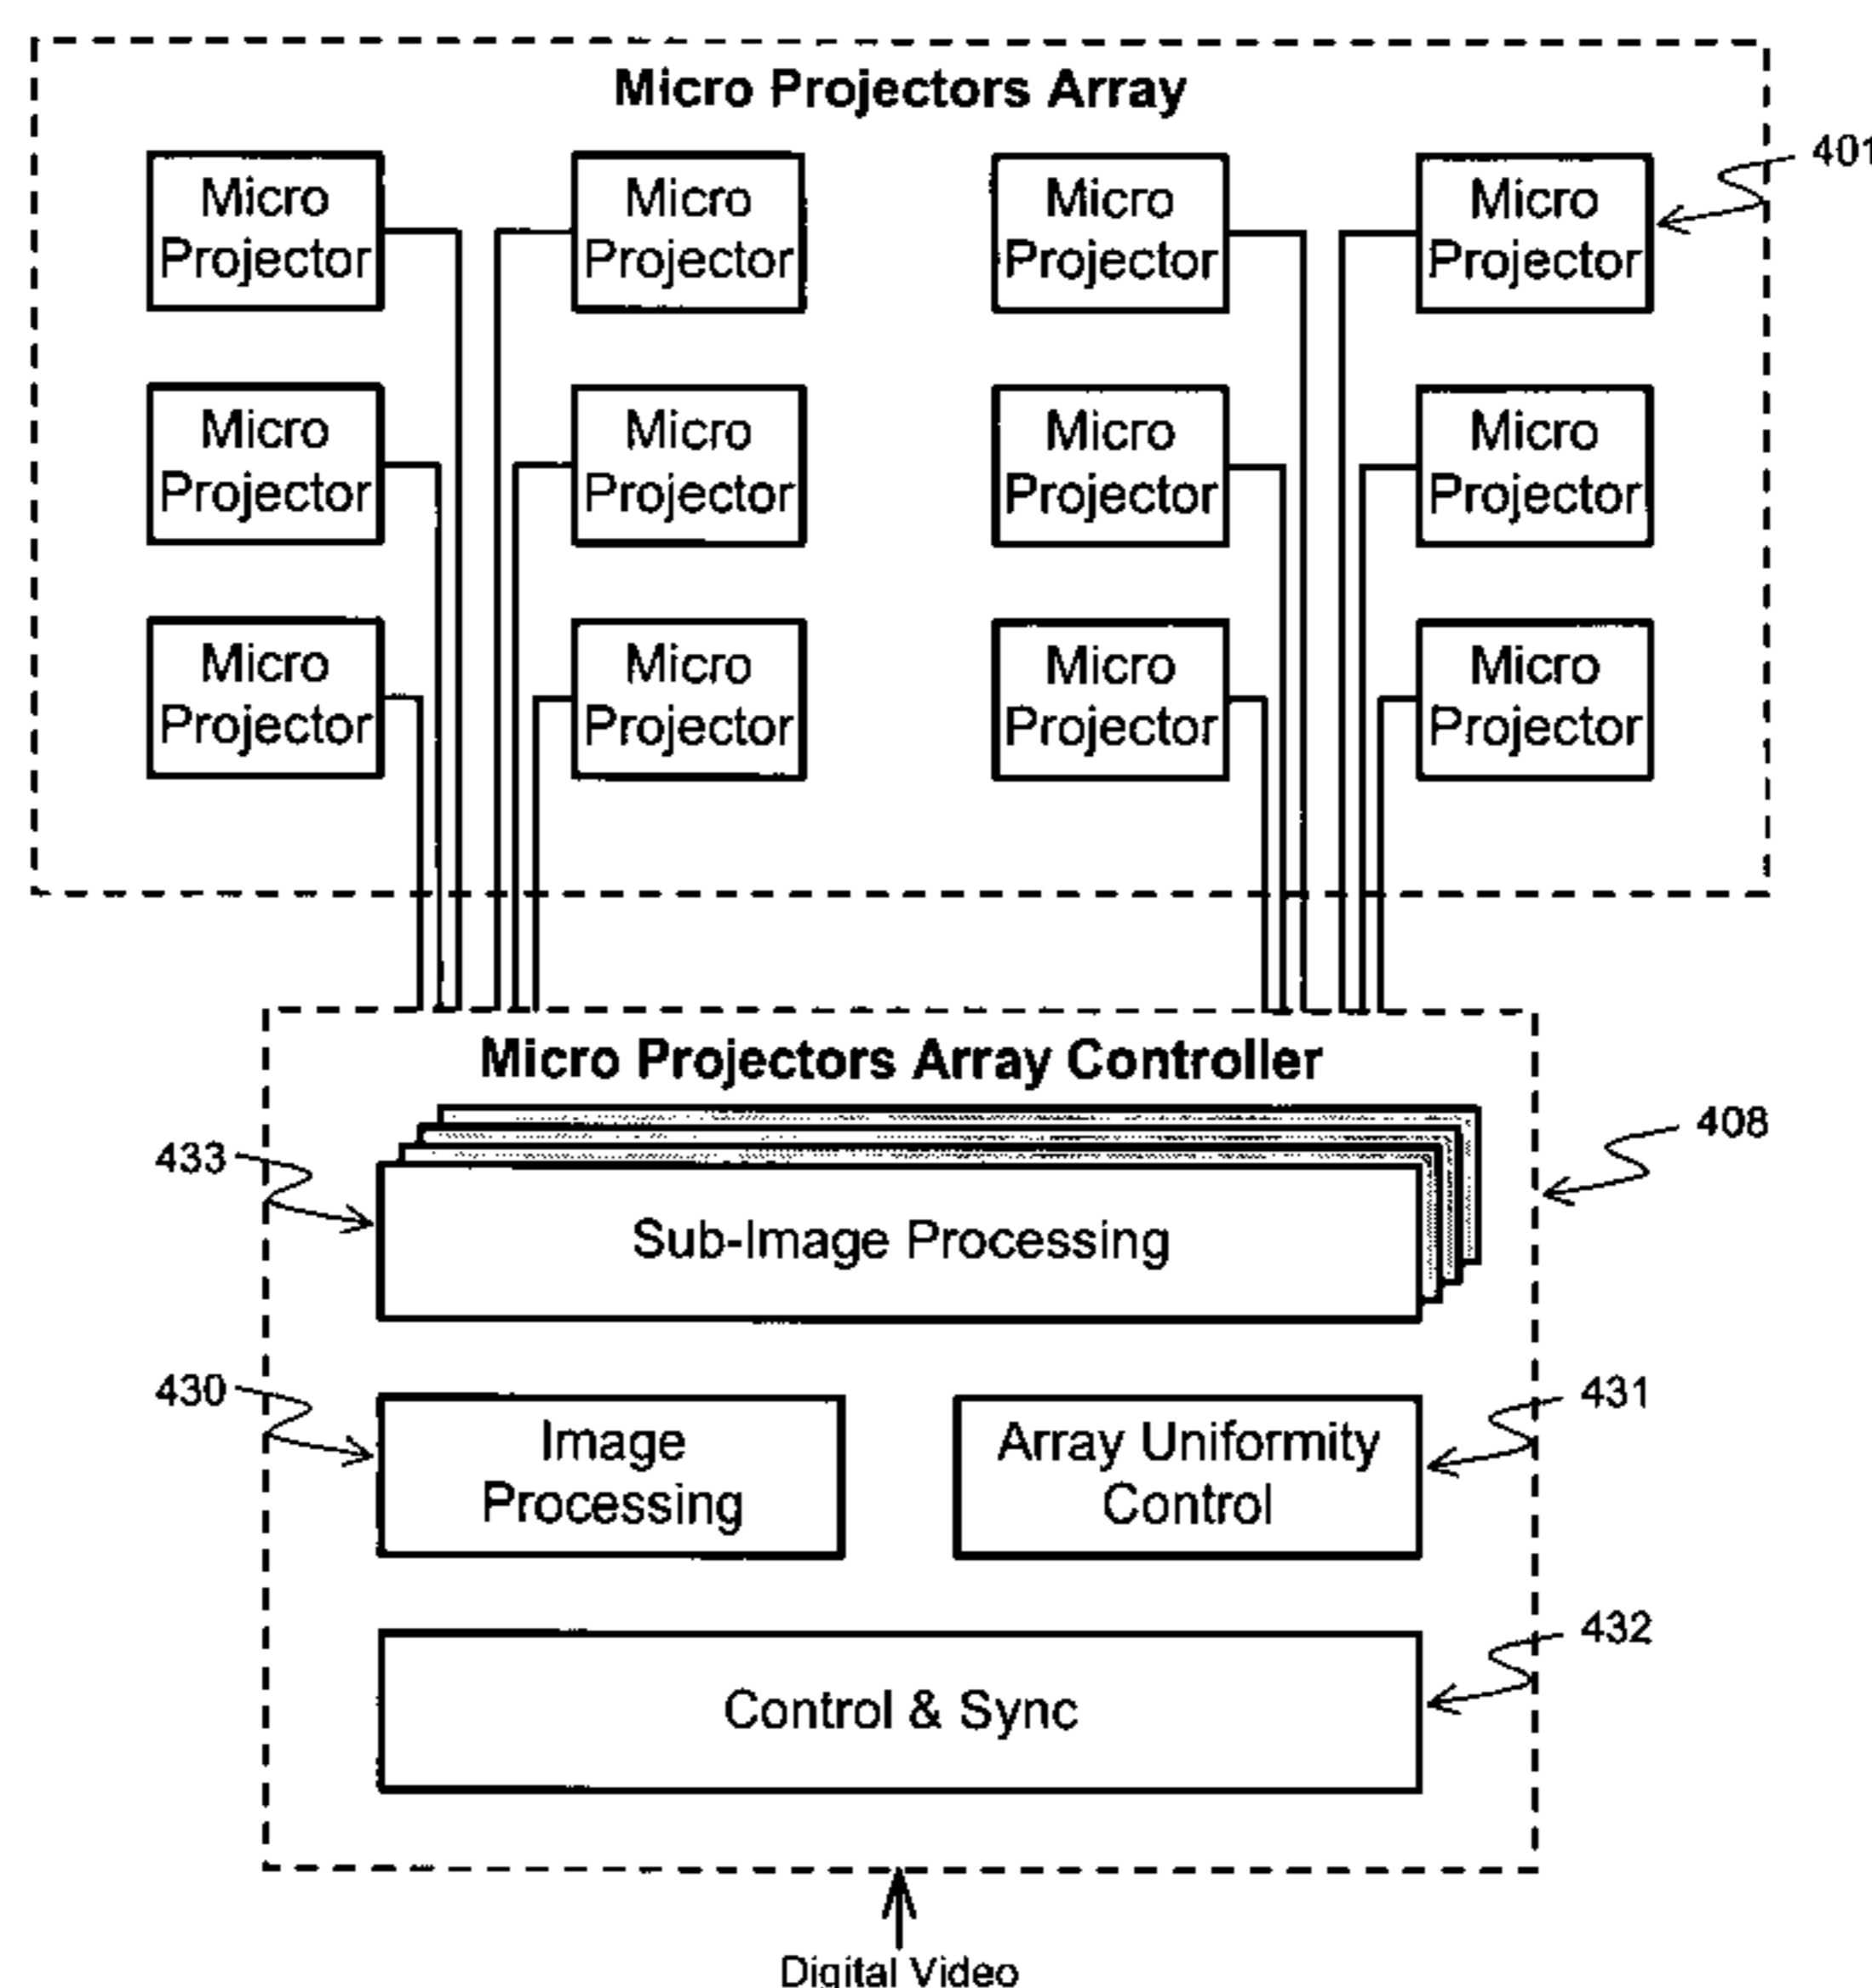 Micro Projectors Array
Micro
Projector
Micro
Projector
Micro
Projector
Micro
Projector
401
Micro
Projector
Micro
Projector
Micro
Projector
Micro
Projector
Micro
Projector
Micro
Projector
Micro
Projector
Micro
Projector
Micro Projectors Array Controller
408
433
Sub-Image Processing
430
Image
Processing
Array Uniformity
Control
431
432
Control & Sync
Digital Video